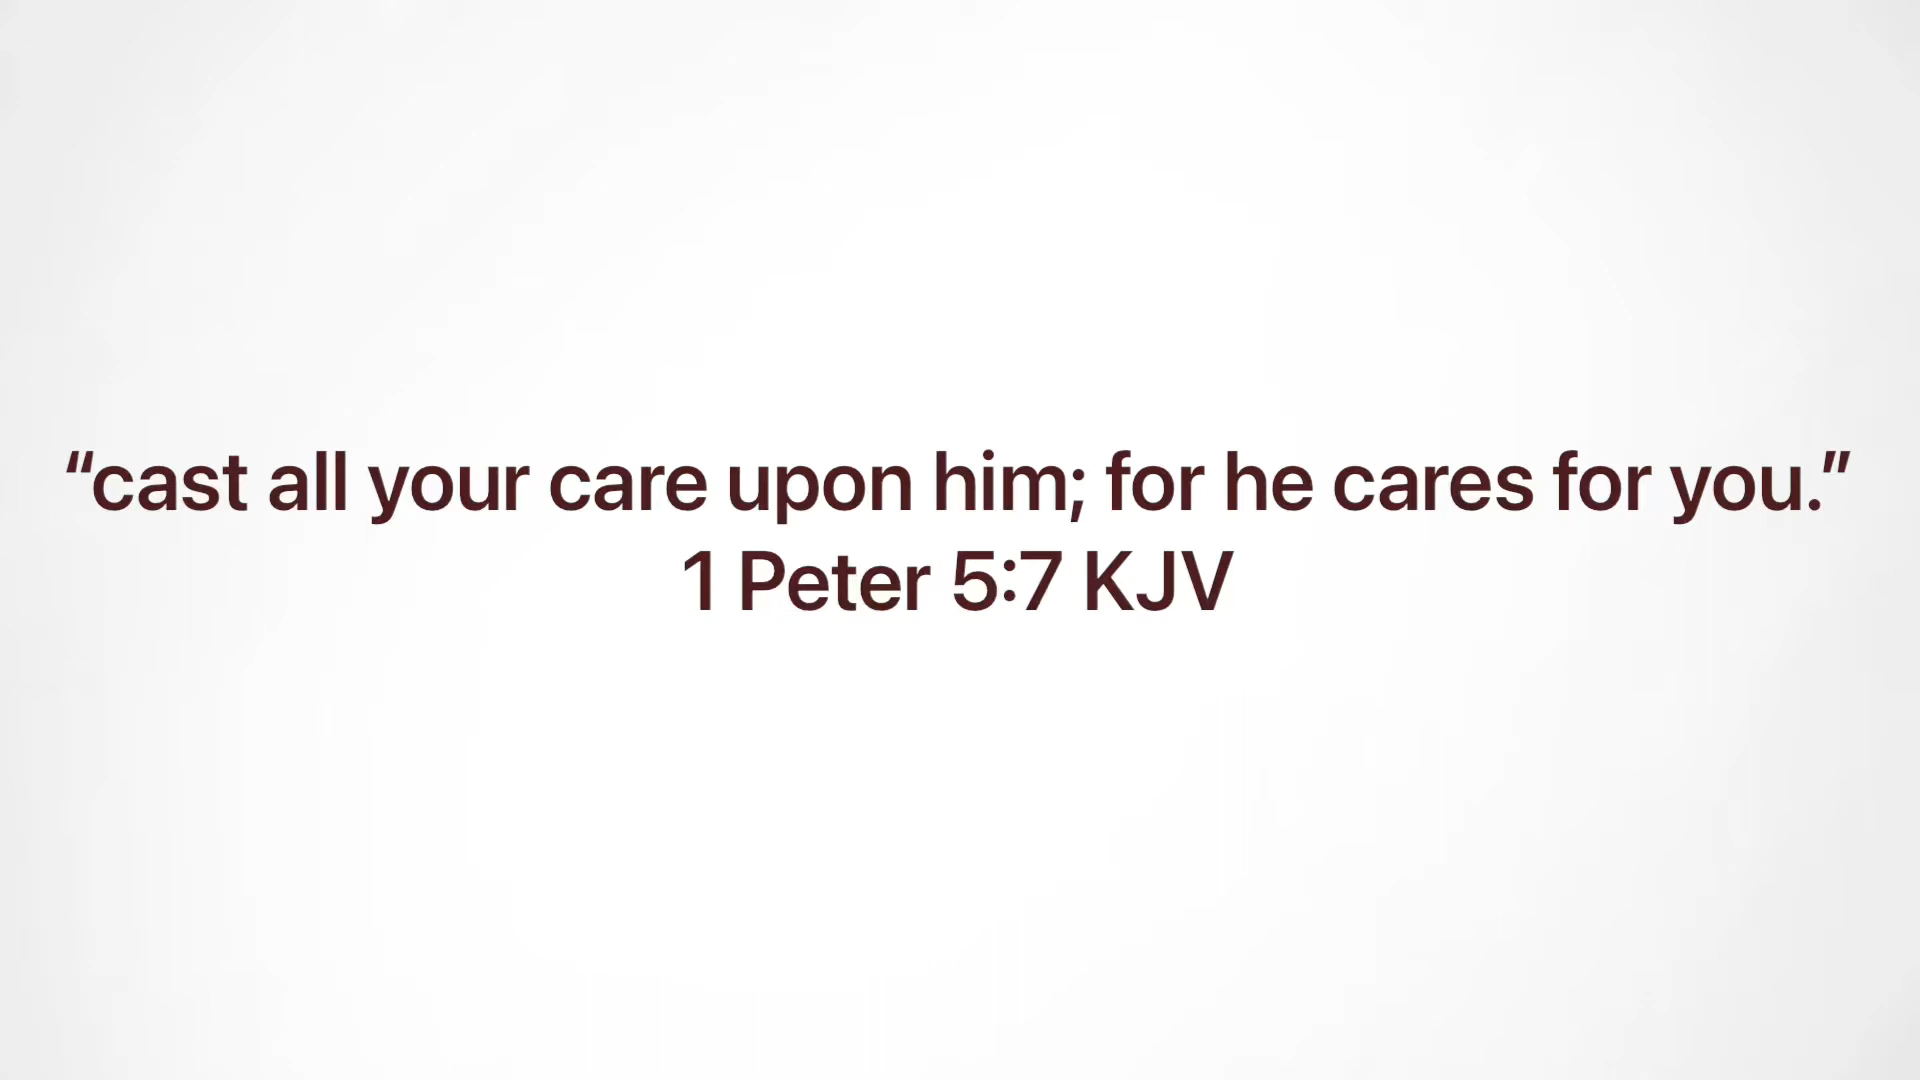 “cast all your care upon him; for he cares for you.”
1 Peter 5:7 KJV